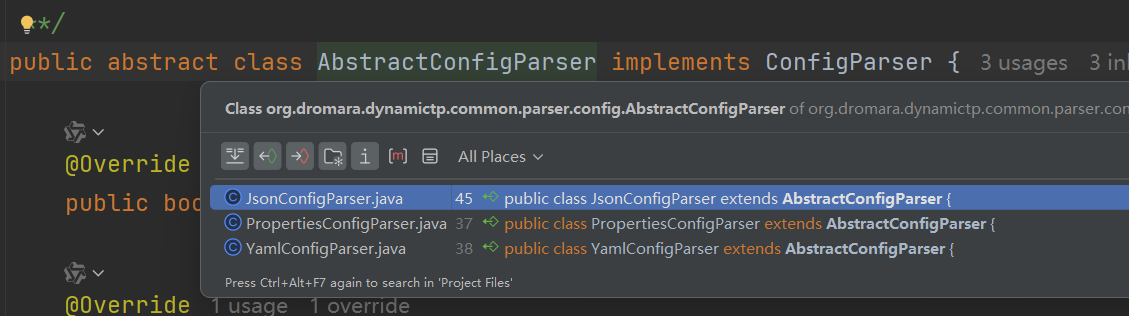 **/
public abstract class AbstractConfigParser implements ConfigParser { 3 usages 3 inh
Class org.dromara.dynamictp.common.parser.config.AbstractConfigParser of org.dromara.dynamictp.common.parser.con
All Places
@Override
JsonConfigParser.java 45 public class JsonConfigParser extends AbstractConfigParser {
public boo
PropertiesConfigParser.java 37 public class PropertiesConfigParser extends AbstractConfigParser {
YamlConfigParser.java 38 public class YamlConfigParser extends AbstractConfigParser {
Press Ctrl+Alt+F7 again to search in 'Project Files'
@Override 1 usage 1 override